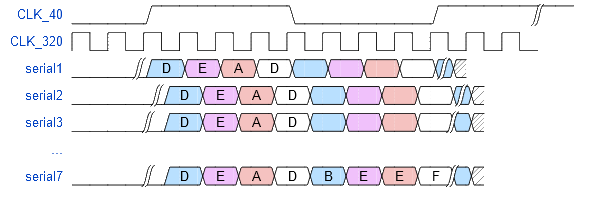 CLK_40
CLK_320
serial1 D E A D
serial2 D E A D
serial3 D E A D
...
serial7 D E A D B E E F